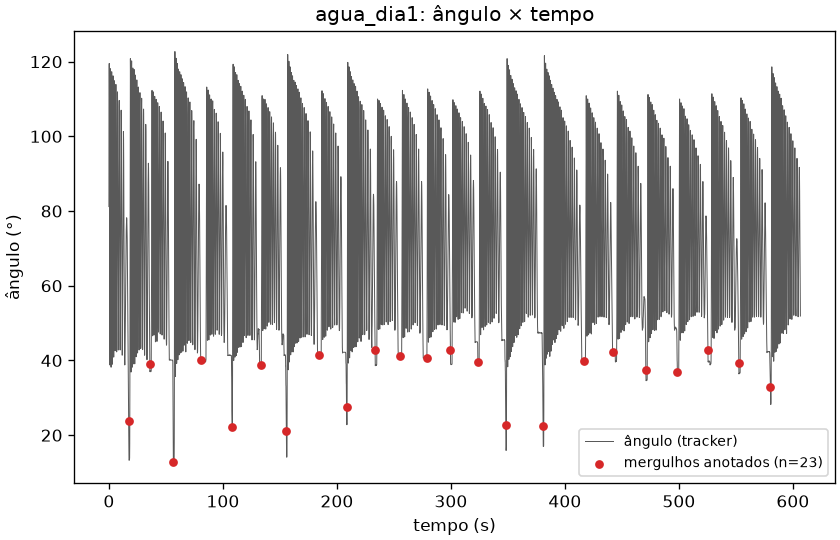 agua_dia1: ângulo × tempo
120
100
80
60
40
20
ângulo (°)
0
100
200
300
400
500
600
tempo (s)
ângulo (tracker)
mergulhos anotados (n=23)